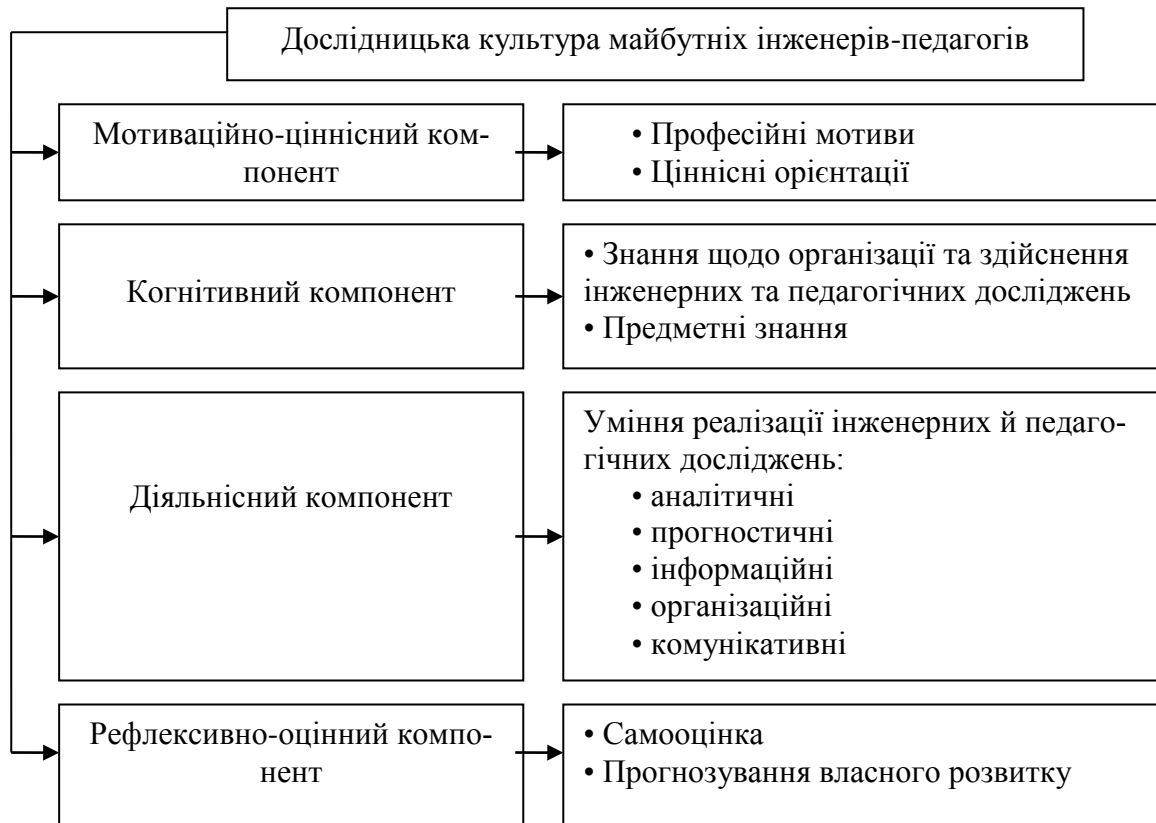 Дослідницька культура майбутніх інженерів-педагогів
Мотиваційно-ціннісний ком-
понент
• Професійні мотиви
• Ціннісні орієнтації
Когнітивний компонент
• Знання щодо організації та здійснення
інженерних та педагогічних досліджень
• Предметні знання
Діяльнісний компонент
Уміння реалізації інженерних й педаго-
гічних досліджень:
• аналітичні
• прогностичні
• інформаційні
• організаційні
• комунікативні
Рефлексивно-оцінний компо-
нент
• Самооцінка
• Прогнозування власного розвитку